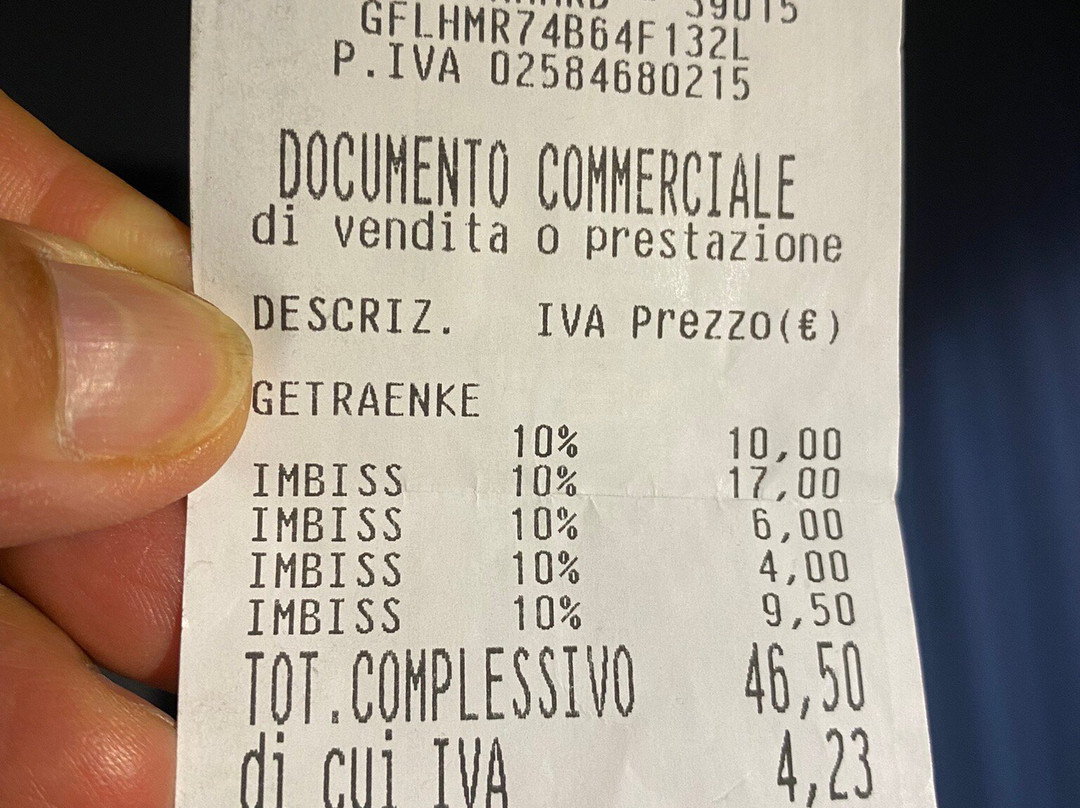 39015
GFLHMR74B64F132L
P.IVA 02584680215
DOCUMENTO COMMERCIALE
di vendita o prestazione
DESCRIZ. IVA Prezzo(€)
GETRAENKE
10% 10,00
IMBISS 10% 17,00
IMBISS 10% 6,00
IMBISS 10% 4,00
IMBISS 10% 9,50
TOT.COMPLESSIVO 46,50
di cui IVA 4,23